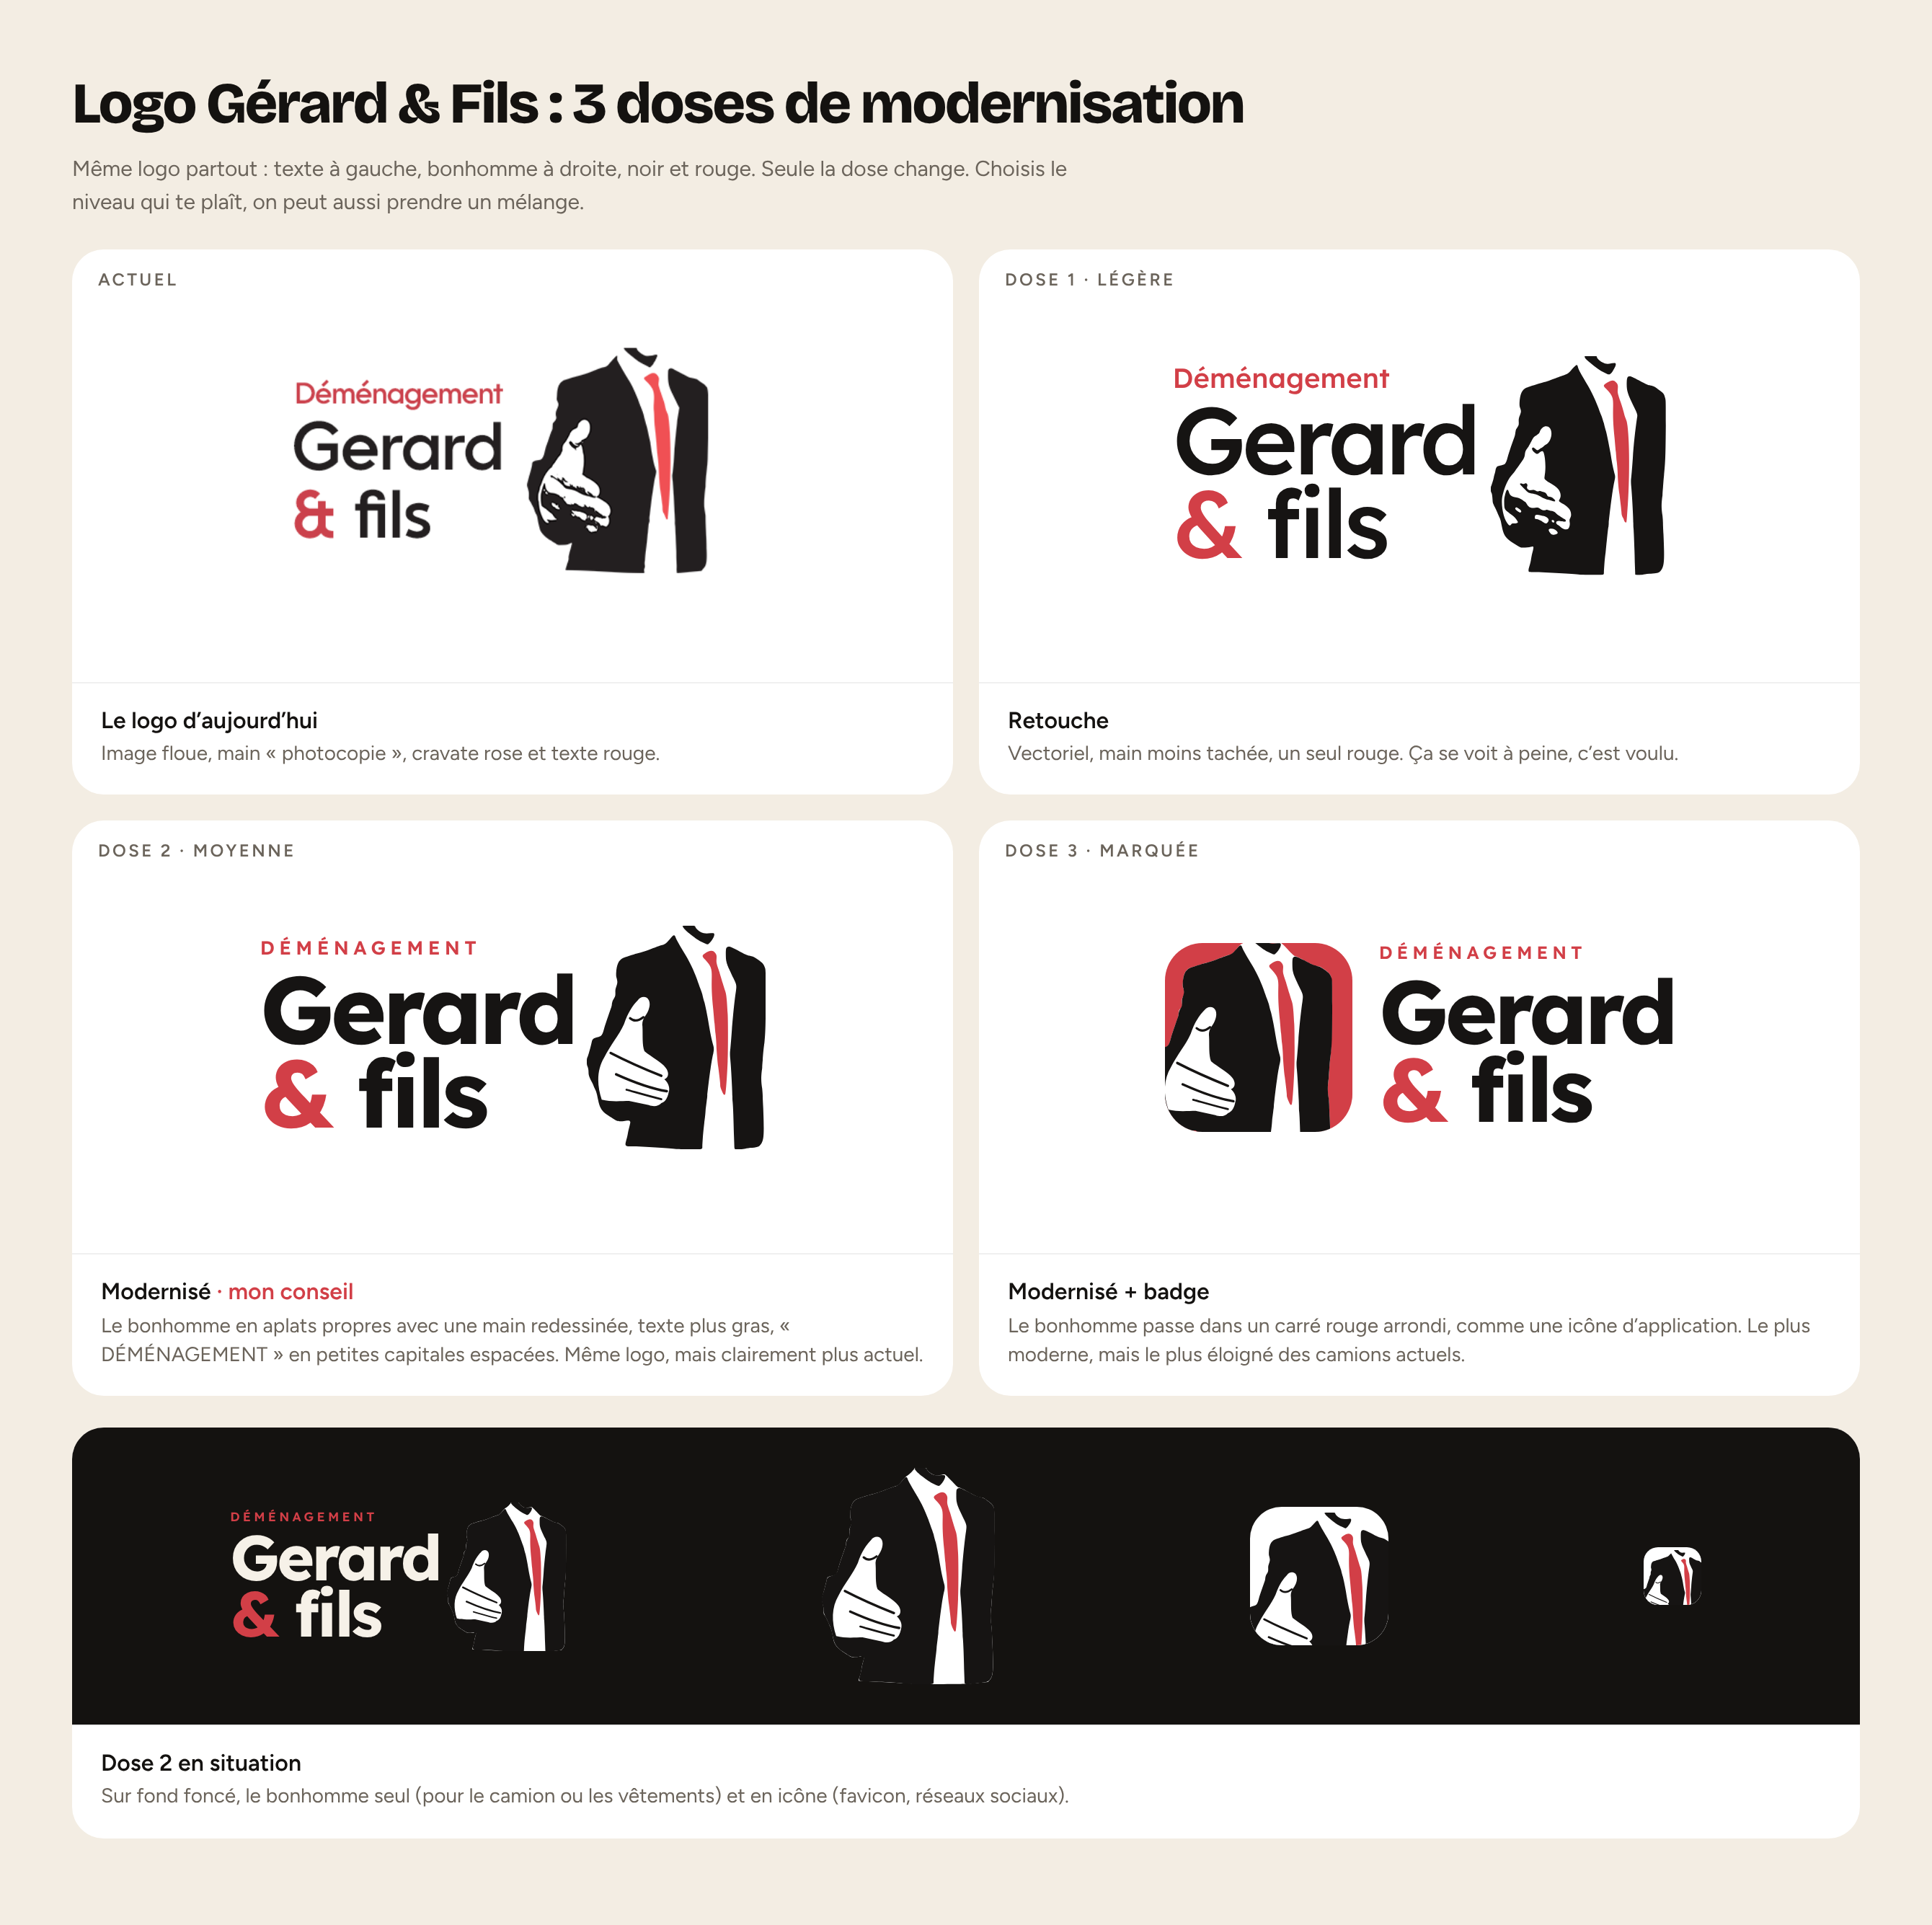 Logo Gérard & Fils : 3 doses de modernisation
Même logo partout : texte à gauche, bonhomme à droite, noir et rouge. Seule la dose change. Choisis le
niveau qui te plaît, on peut aussi prendre un mélange.
ACTUEL
Déménagement
Gerard
& fils
Le logo d’aujourd’hui
Image floue, main « photocopie », cravate rose et texte rouge.
DOSE 1 · LÉGÈRE
Déménagement
Gerard
& fils
Retouche
Vectoriel, main moins tachée, un seul rouge. Ça se voit à peine, c’est voulu.
DOSE 2 · MOYENNE
DÉMÉNAGEMENT
Gerard
& fils
Modernisé · mon conseil
Le bonhomme en aplats propres avec une main redessinée, texte plus gras, «
DÉMÉNAGEMENT » en petites capitales espacées. Même logo, mais clairement plus actuel.
DOSE 3 · MARQUÉE
DÉMÉNAGEMENT
Gerard
& fils
Modernisé + badge
Le bonhomme passe dans un carré rouge arrondi, comme une icône d’application. Le plus
moderne, mais le plus éloigné des camions actuels.
DÉMÉNAGEMENT
Gerard
& fils
Dose 2 en situation
Sur fond foncé, le bonhomme seul (pour le camion ou les vêtements) et en icône (favicon, réseaux sociaux).